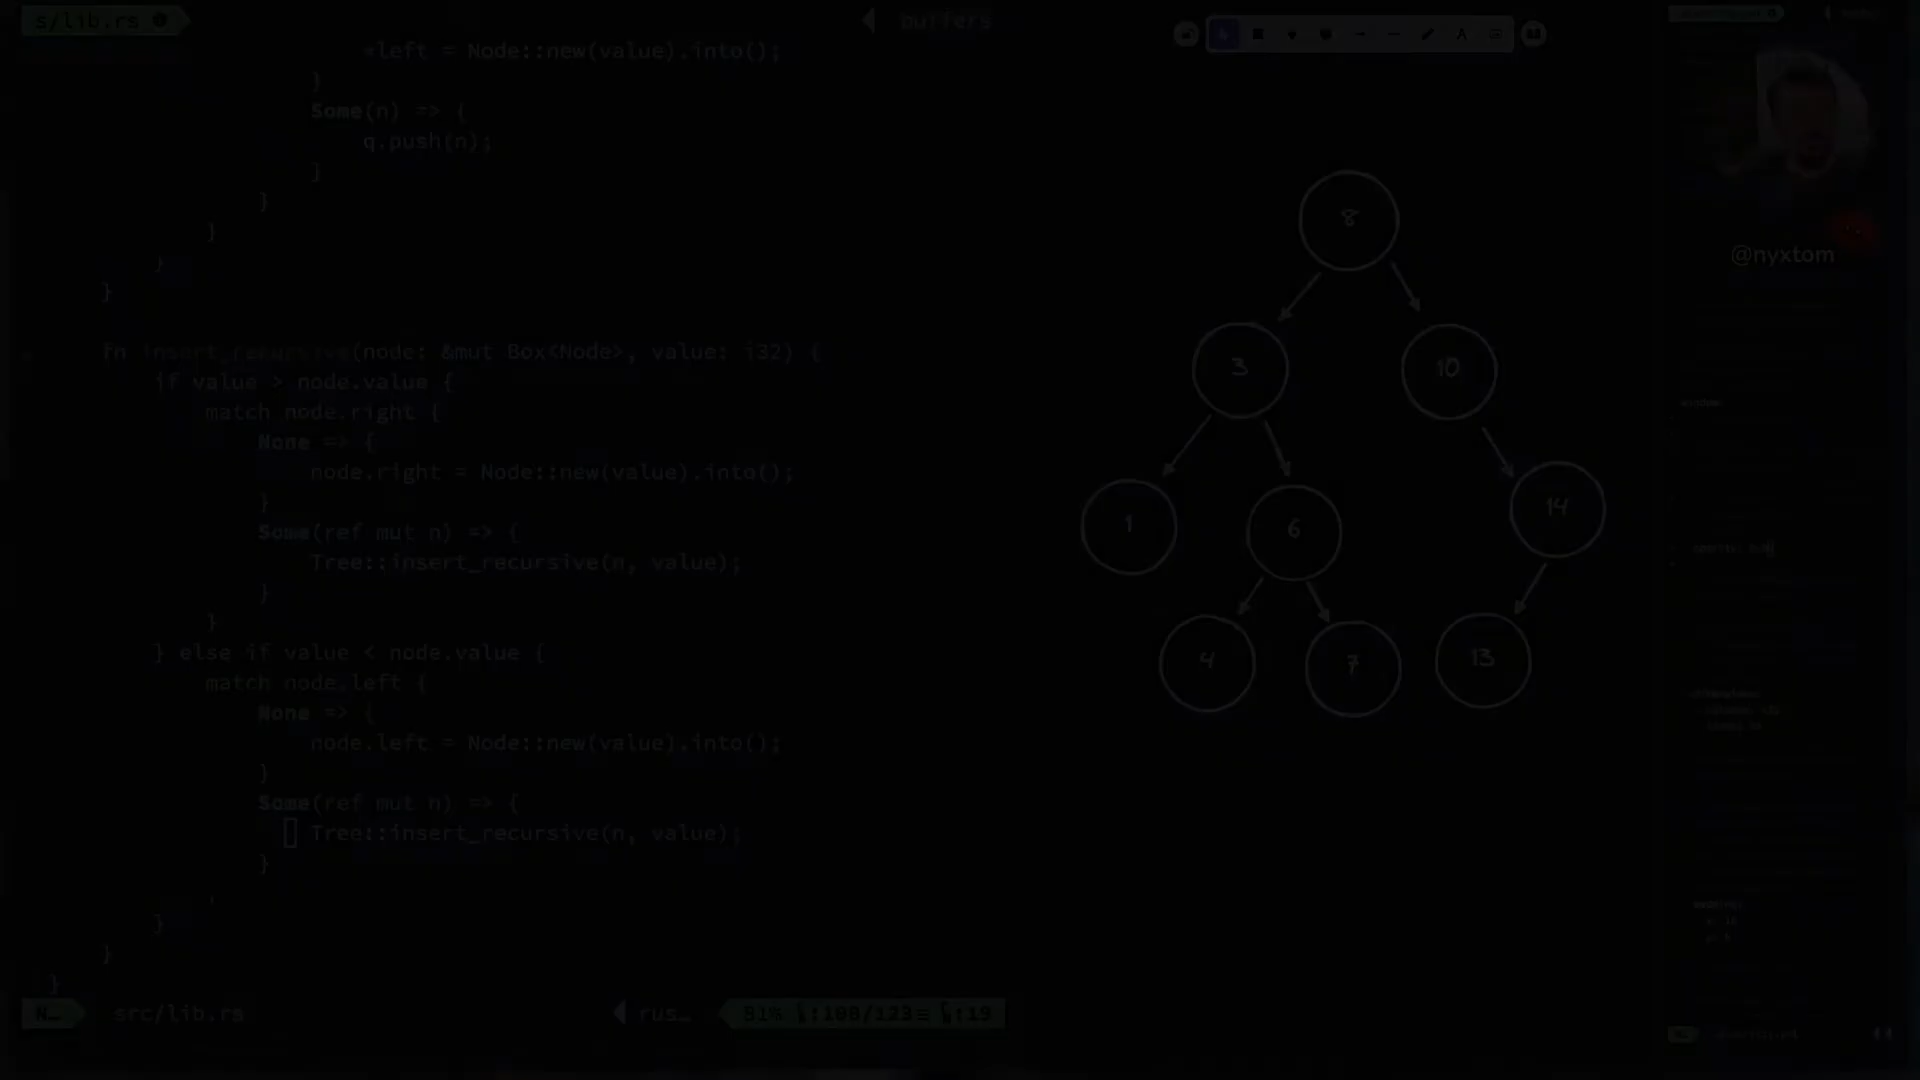 s/lib.rs
buffers
*left = Node::new(value).into();
}
Some(n) => {
q.push(n);
}
}
}
}
}
fn insert_recursive(node: &mut Box<Node>, value: i32) {
if value > node.value {
match node.right {
None => {
node.right = Node::new(value).into();
}
Some(ref mut n) => {
Tree::insert_recursive(n, value);
}
}
} else if value < node.value {
match node.left {
None => {
node.left = Node::new(value).into();
}
Some(ref mut n) => {
Tree::insert_recursive(n, value);
}
}
}
}
N… src/lib.rs
rus…
91% :108/123≡ :19
A
8
3
10
1
6
14
4
7
13
@nyxtom